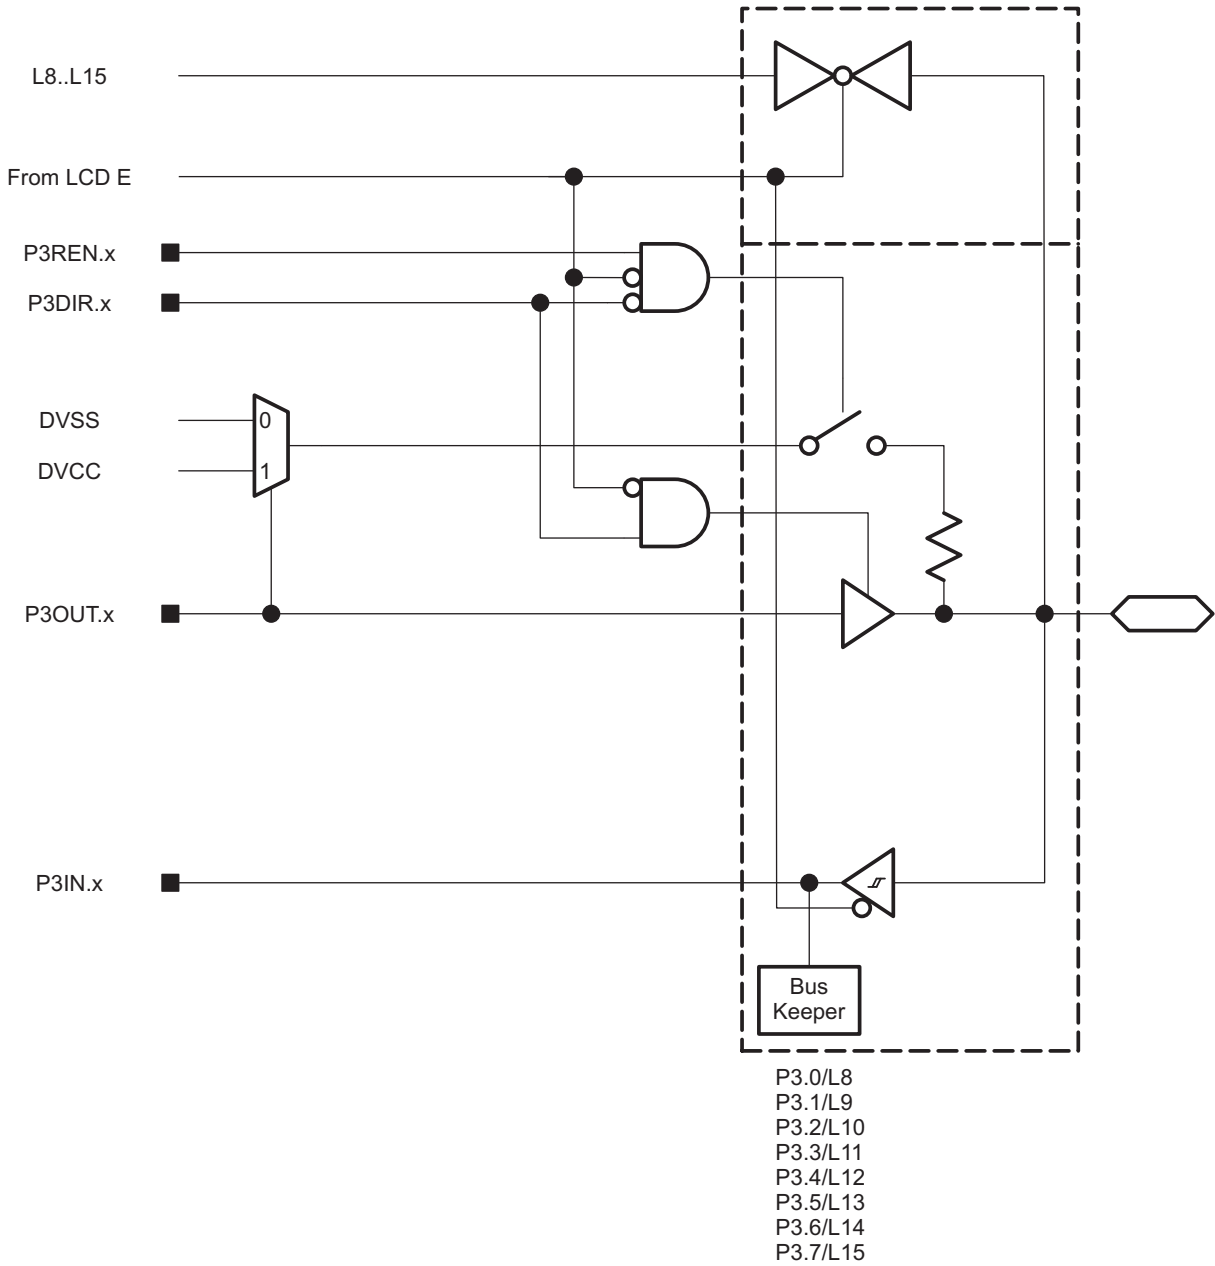 L8..L15
From LCD E
P3REN.x
P3DIR.x
DVSS
0
DVCC
1
P3OUT.x
P3IN.x
Bus
Keeper
P3.0/L8
P3.1/L9
P3.2/L10
P3.3/L11
P3.4/L12
P3.5/L13
P3.6/L14
P3.7/L15